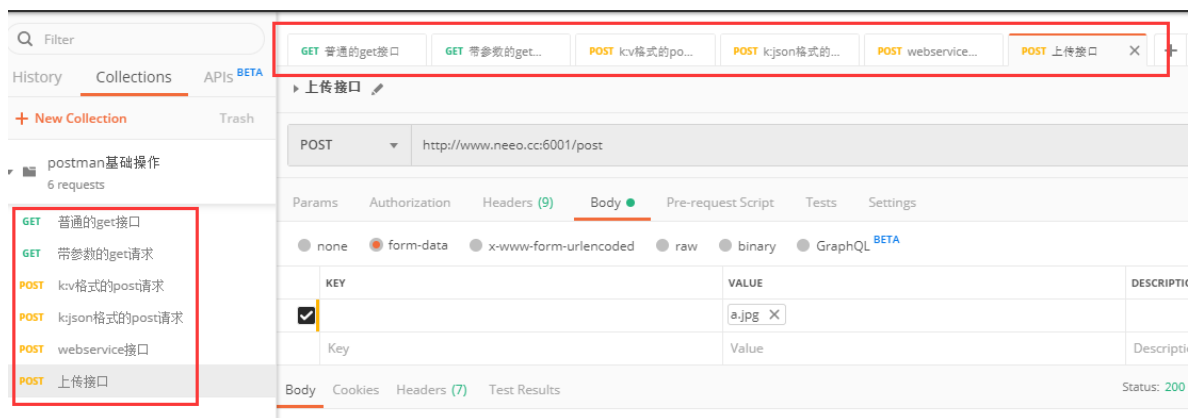 Filter
History Collections APIs BETA
+ New Collection Trash
postman基础操作
6 requests
GET 普通的get接口
GET 带参数的get请求
POST k:v格式的post请求
POST k:json格式的post请求
POST webservice接口
POST 上传接口
GET 普通的get接口 GET 带参数的get... POST k:v格式的po... POST k:json格式的... POST webservice... POST 上传接口
上传接口
POST http://www.neeo.cc:6001/post
Params Authorization Headers (9) Body Pre-request Script Tests Settings
none form-data x-www-form-urlencoded raw binary GraphQL BETA
KEY VALUE DESCRIPTIO
a.jpg
Key Value Descripti
Body Cookies Headers (7) Test Results Status: 200